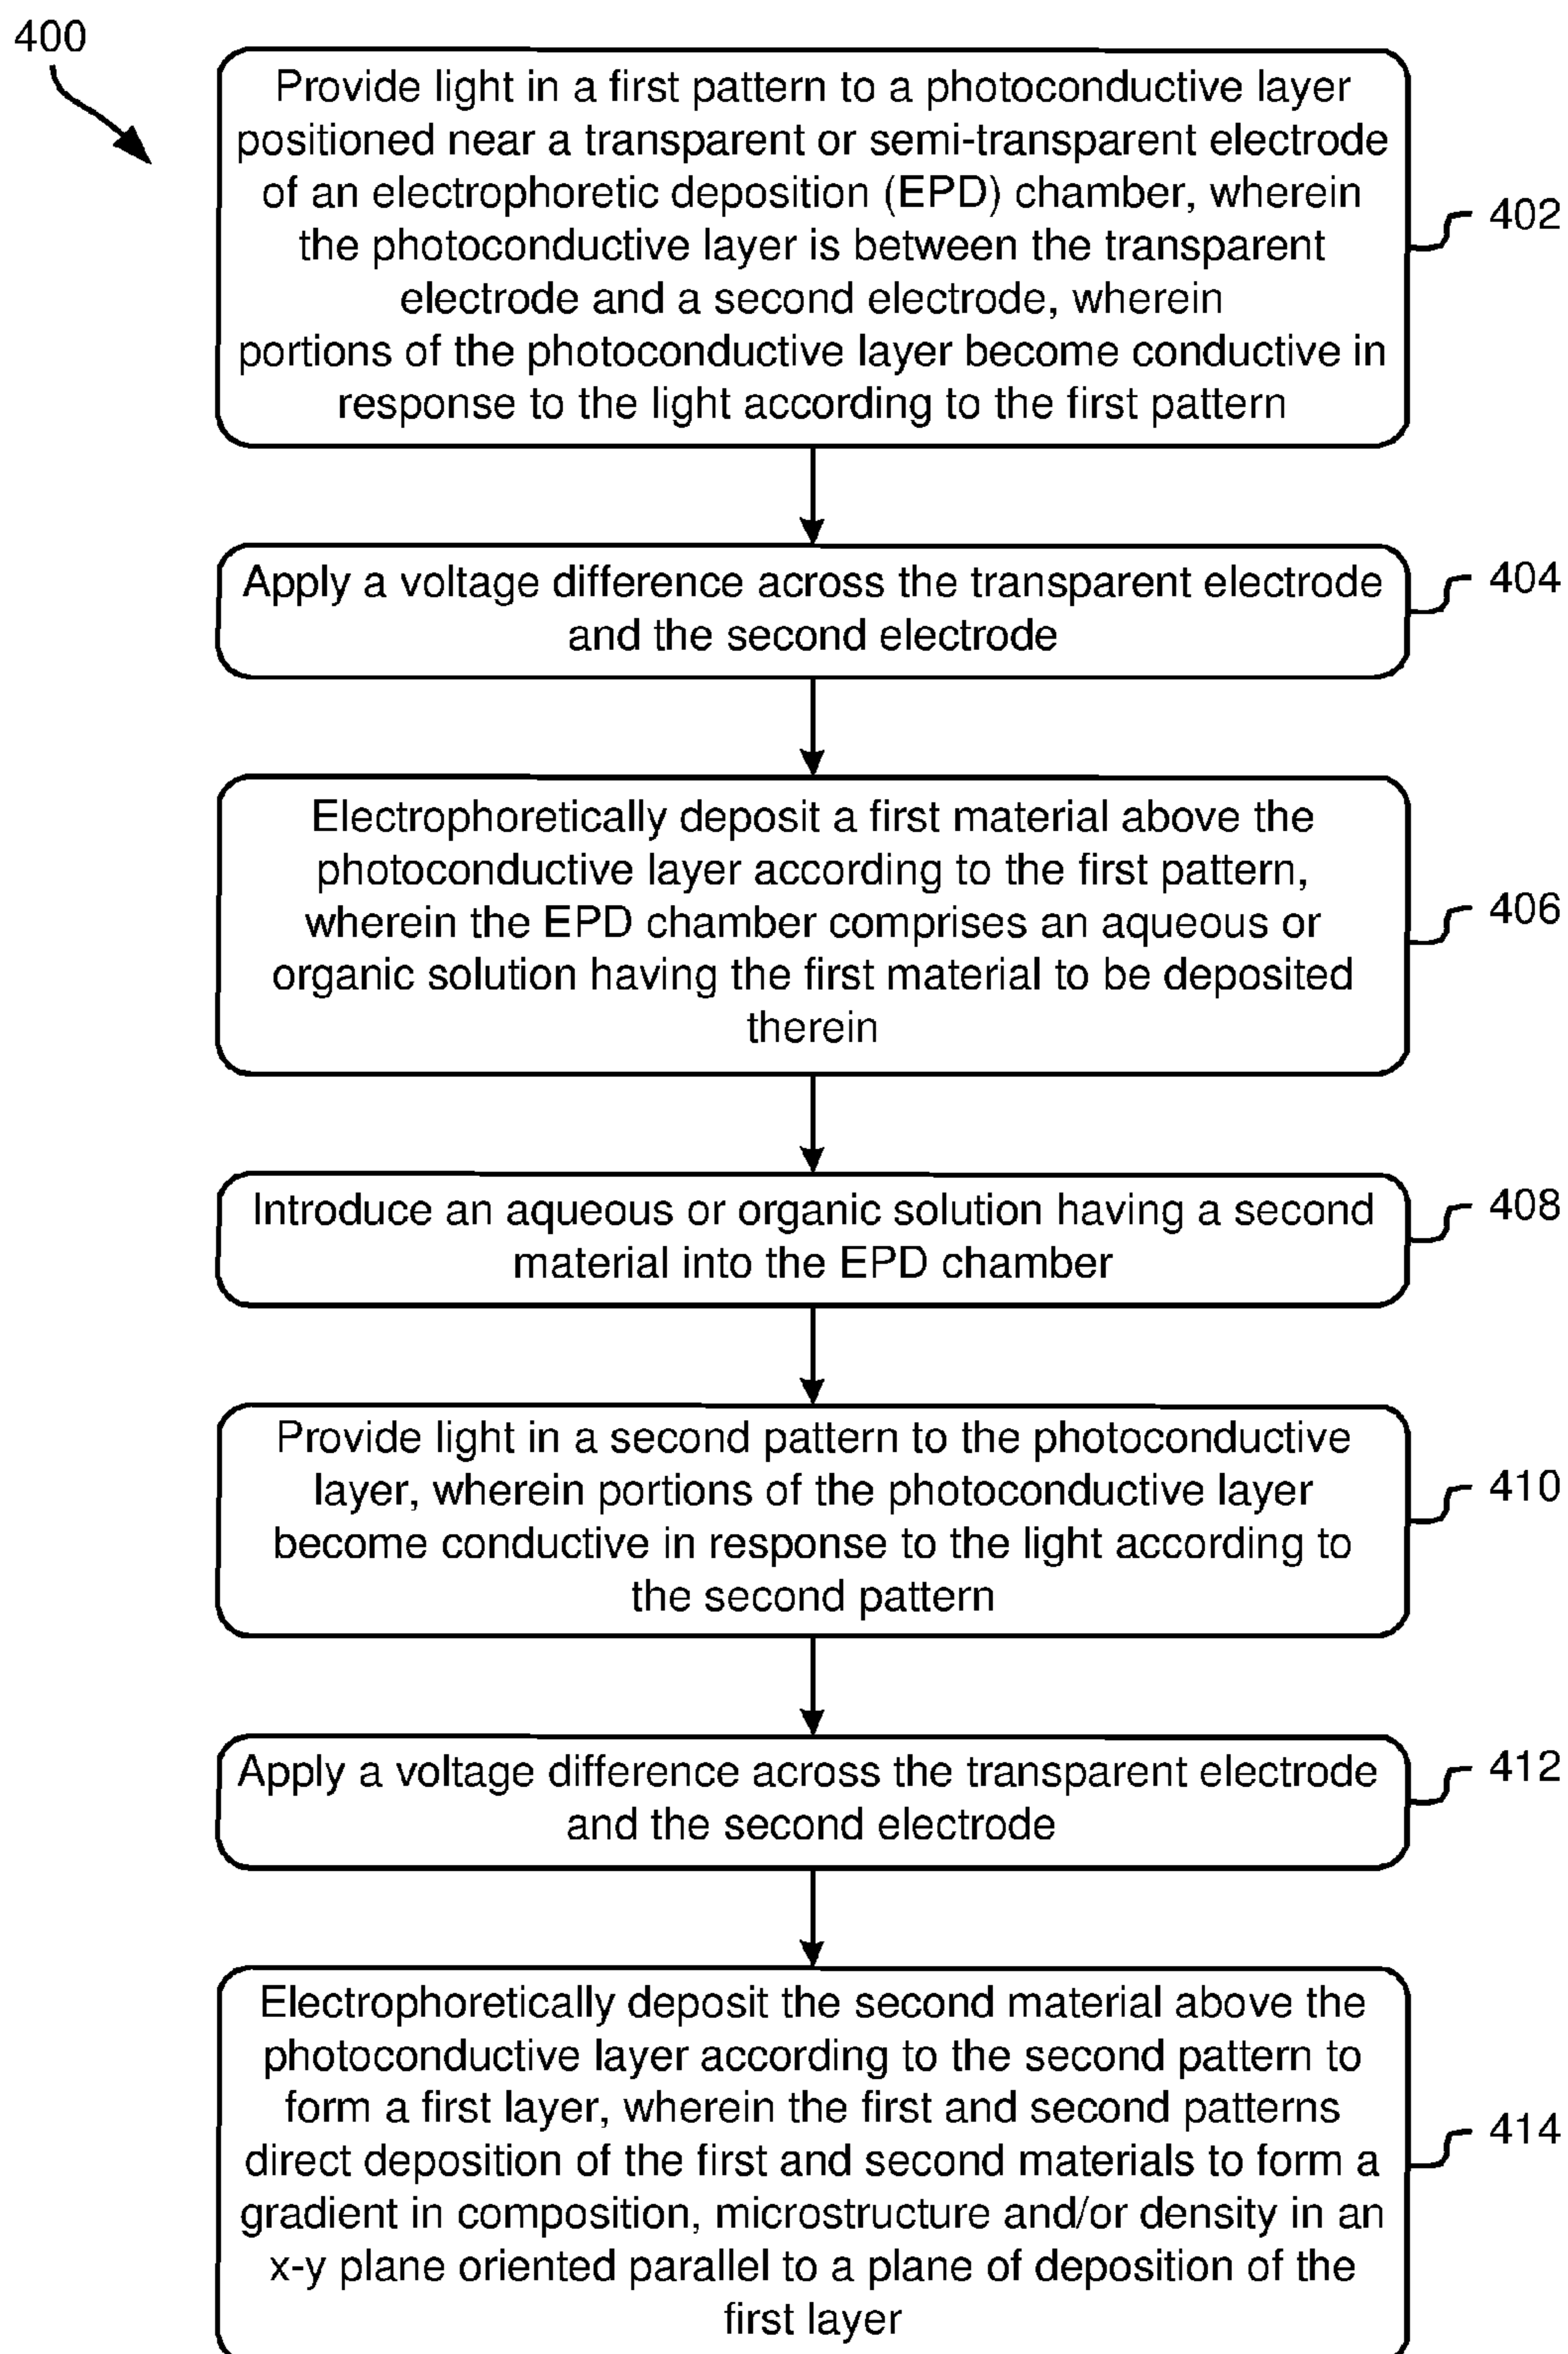 400
Provide light in a first pattern to a photoconductive layer
positioned near a transparent or semi-transparent electrode
of an electrophoretic deposition (EPD) chamber, wherein
the photoconductive layer is between the transparent
electrode and a second electrode, wherein
portions of the photoconductive layer become conductive in
response to the light according to the first pattern
402
Apply a voltage difference across the transparent electrode
and the second electrode
404
Electrophoretically deposit a first material above the
photoconductive layer according to the first pattern,
wherein the EPD chamber comprises an aqueous or
organic solution having the first material to be deposited
therein
406
Introduce an aqueous or organic solution having a second
material into the EPD chamber
408
Provide light in a second pattern to the photoconductive
layer, wherein portions of the photoconductive layer
become conductive in response to the light according to
the second pattern
410
Apply a voltage difference across the transparent electrode
and the second electrode
412
Electrophoretically deposit the second material above the
photoconductive layer according to the second pattern to
form a first layer, wherein the first and second patterns
direct deposition of the first and second materials to form a
gradient in composition, microstructure and/or density in an
x-y plane oriented parallel to a plane of deposition of the
first layer
414